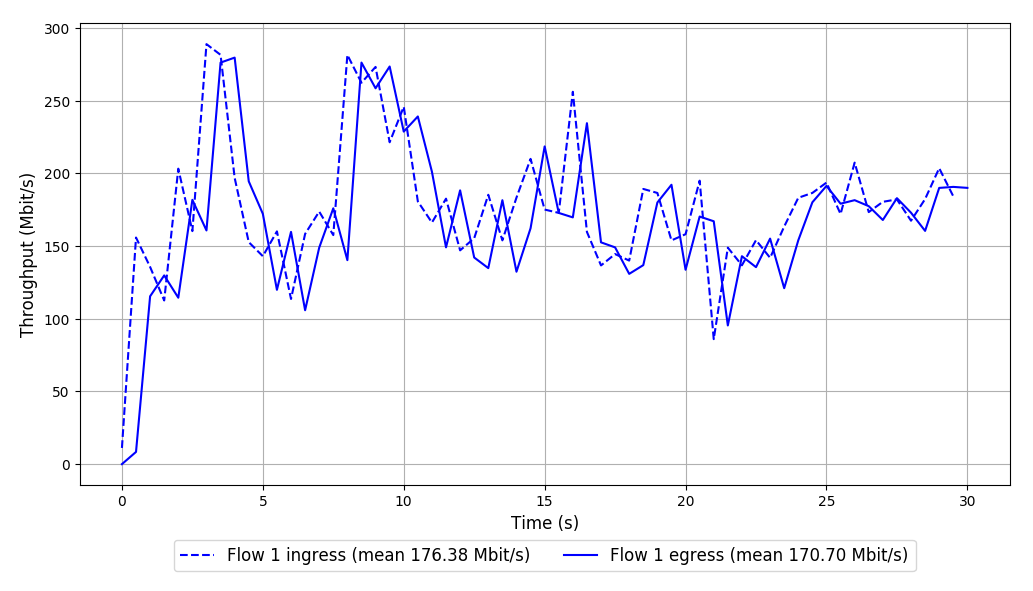 300
250
200
150
100
50
0
Throughput (Mbit/s)
0 5 10 15 20 25 30
Time (s)
Flow 1 ingress (mean 176.38 Mbit/s) Flow 1 egress (mean 170.70 Mbit/s)